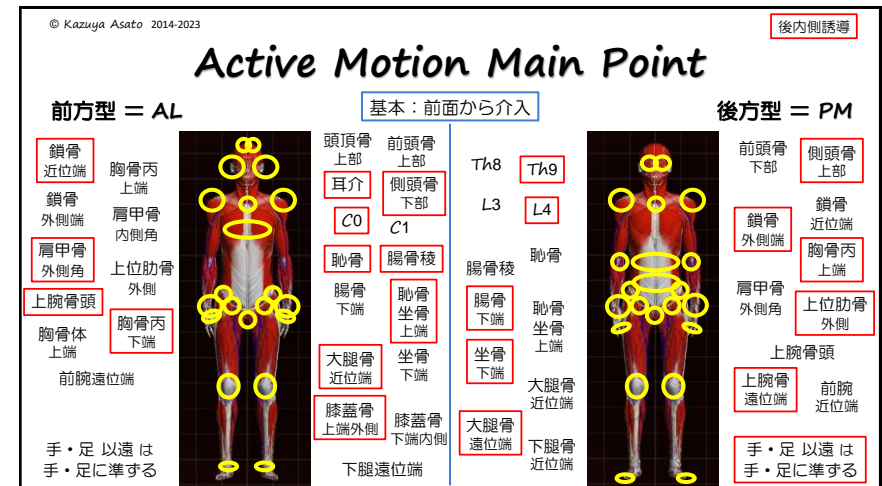 © Kazuya Asato 2014-2023
後内側誘導
Active Motion Main Point
前方型 = AL
基本：前面から介入
後方型 = PM
鎖骨
近位端
胸骨丙
上端
鎖骨
外側端
肩甲骨
内側角
肩甲骨
外側角
上位肋骨
外側
上腕骨頭
胸骨体
上端
胸骨丙
下端
前腕遠位端
手・足 以遠 は
手・足に準ずる
頭頂骨
上部
前頭骨
上部
耳介
側頭骨
下部
C0
C1
恥骨
腸骨稜
腸骨
下端
恥骨
坐骨
上端
大腿骨
近位端
坐骨
下端
膝蓋骨
上端外側
膝蓋骨
下端内側
下腿遠位端
Th8
Th9
L3
L4
腸骨稜
恥骨
腸骨
下端
恥骨
坐骨
上端
坐骨
下端
大腿骨
近位端
大腿骨
遠位端
下腿骨
近位端
前頭骨
下部
側頭骨
上部
鎖骨
外側端
鎖骨
近位端
胸骨丙
上端
肩甲骨
外側角
上位肋骨
外側
上腕骨頭
上腕骨
遠位端
前腕
近位端
手・足 以遠 は
手・足に準ずる